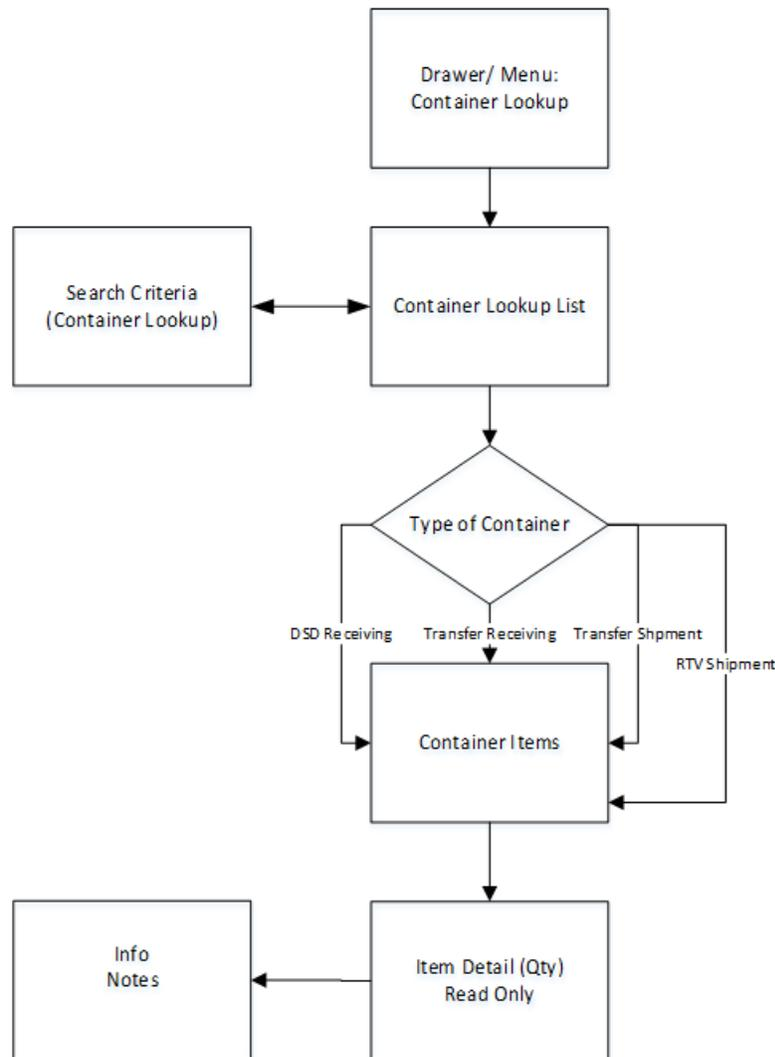 Drawer/ Menu:
Container Lookup
Search Criteria
(Container Lookup)
Container Lookup List
Type of Container
DSD Receiving
Transfer Receiving
Transfer Shpment
RTV Shipment
Container Items
Info
Notes
Item Detail (Qty)
Read Only